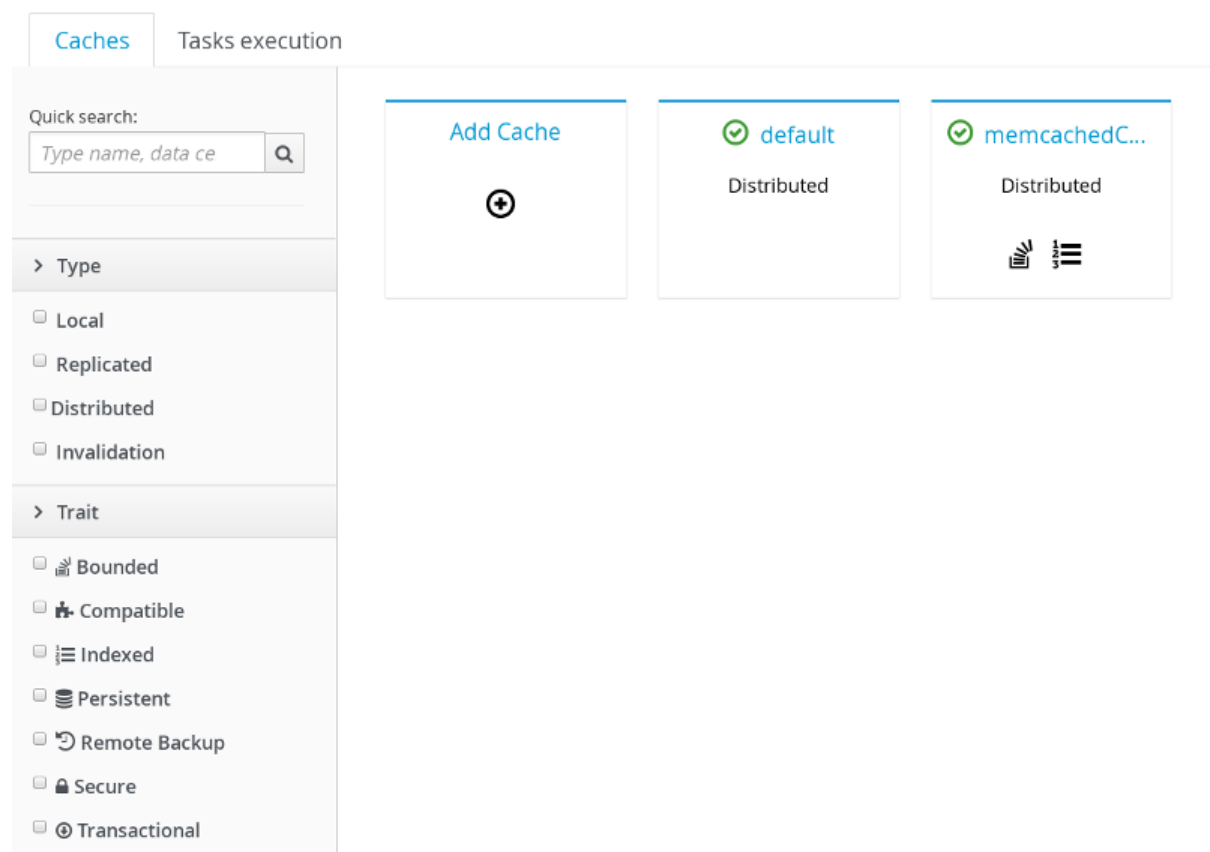 Caches
Tasks execution
Quick search:
Type name, data ce
Type
Local
Replicated
Distributed
Invalidation
Trait
Bounded
Compatible
Indexed
Persistent
Remote Backup
Secure
Transactional
Add Cache
default
Distributed
memcachedC...
Distributed